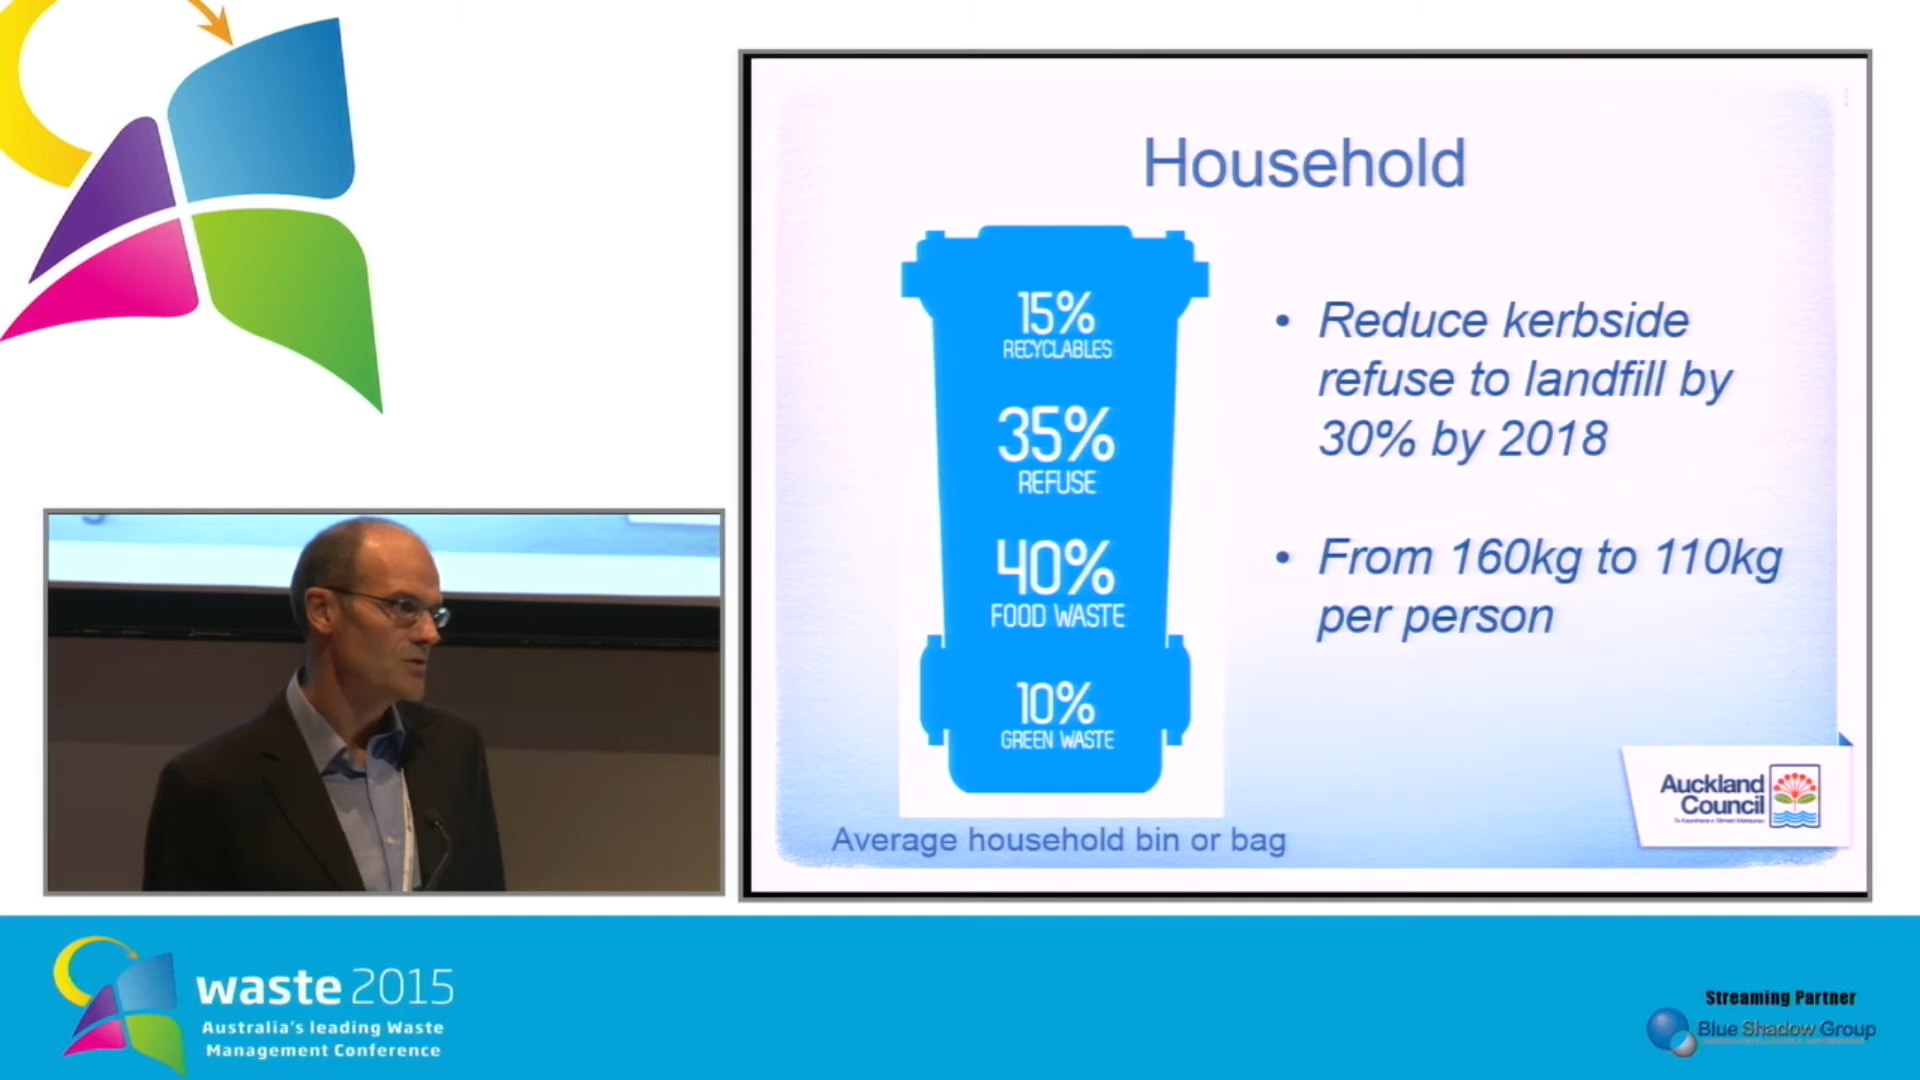 Household
15%
RECYCLABLES
35%
REFUSE
40%
FOOD WASTE
10%
GREEN WASTE
Average household bin or bag
• Reduce kerbside
refuse to landfill by
30% by 2018
• From 160kg to 110kg
per person
Auckland
Council
waste 2015
Australia's leading Waste
Management Conference
Streaming Partner
Blue Shadow Group